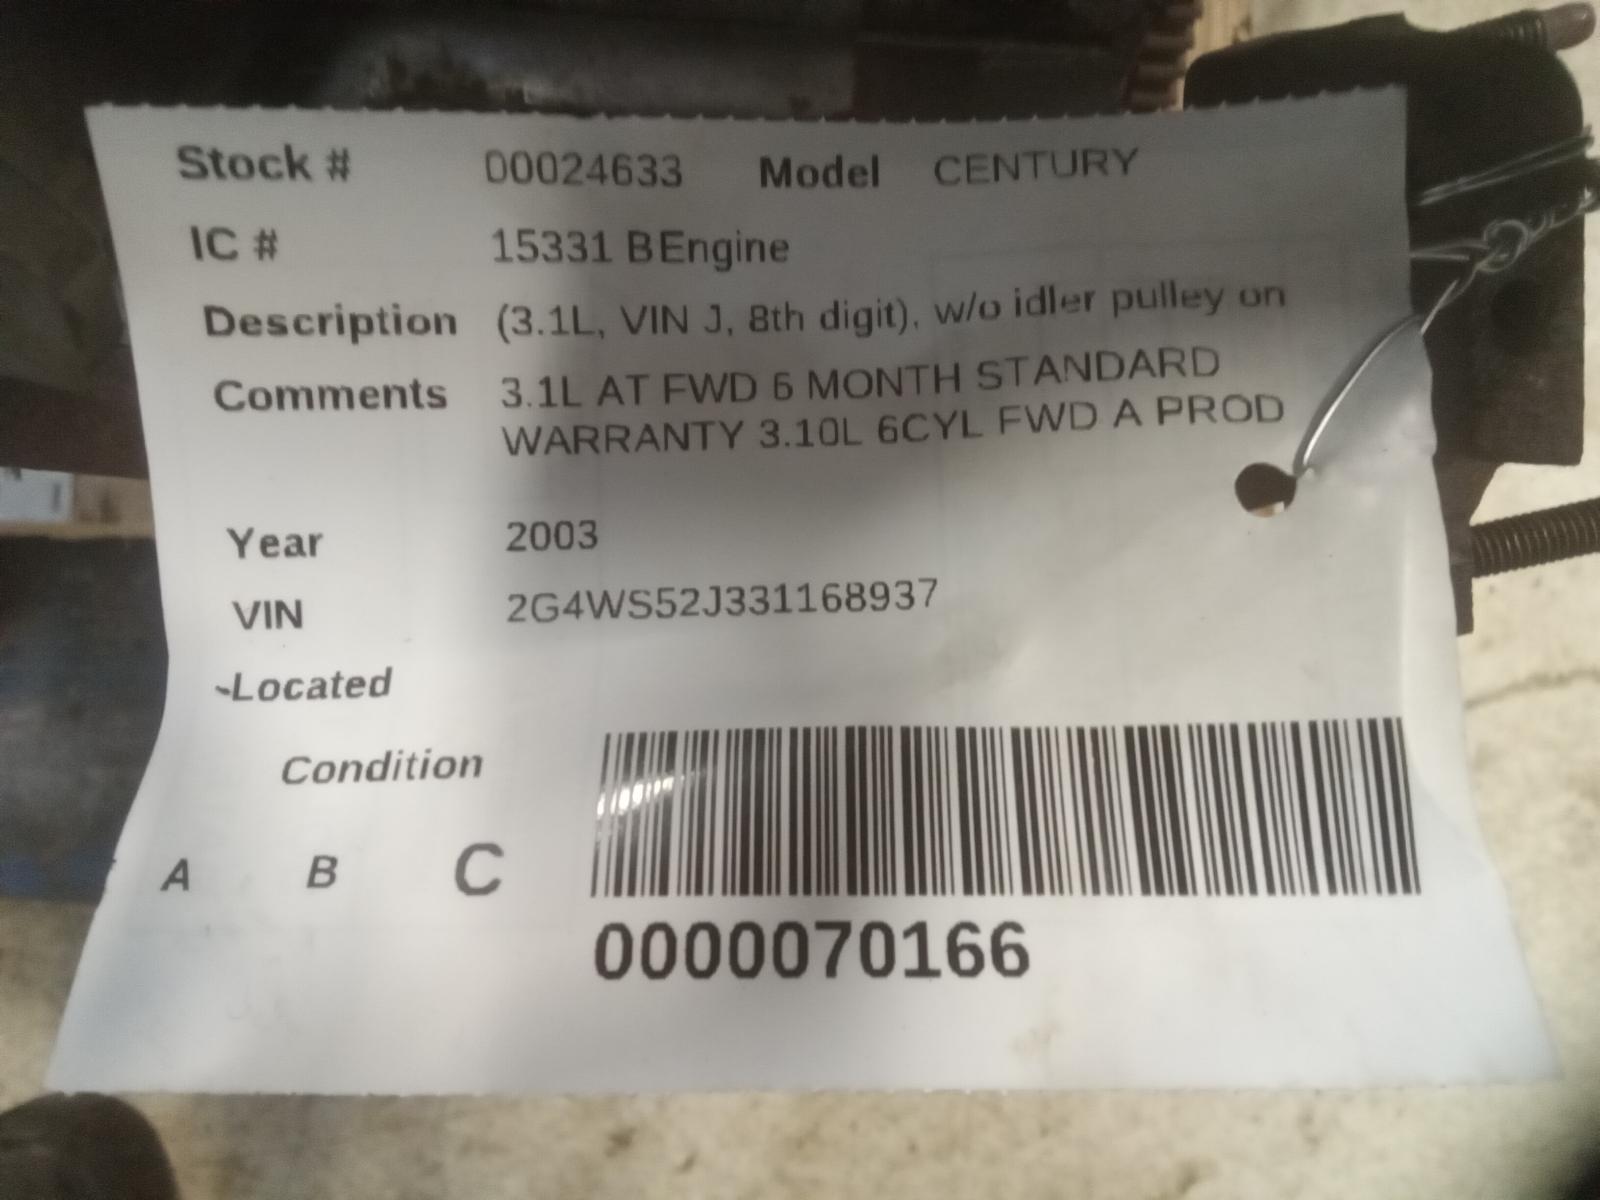 Stock # 00024633 Model CENTURY
IC # 15331 BEngine
Description (3.1L, VIN J, 8th digit), w/o idler pulley on
Comments 3.1L AT FWD 6 MONTH STANDARD
WARRANTY 3.10L 6CYL FWD A PROD
Year 2003
VIN 2G4WS52J331168937
~Located
Condition
A B C
0000070166